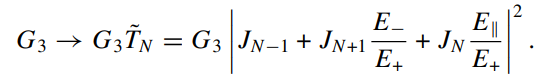 $G_3 \rightarrow G_3 \tilde{T}_N = G_3 \left| J_{N-1} + J_{N+1} \frac{E_-}{E_+} + J_N \frac{E_\parallel}{E_+} \right|^2 .$